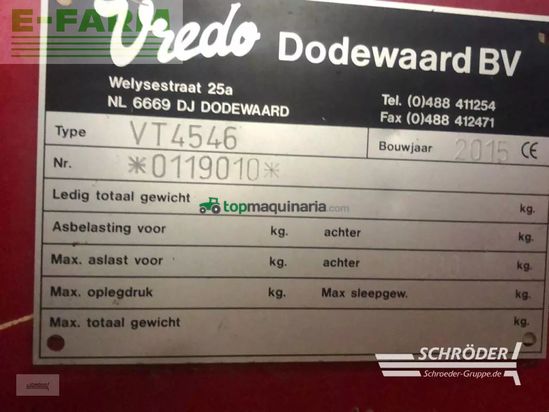 E-FARM
Vredo Dodewaard BV
Welysestraat 25a
NL 6669 DJ DODEWAARD
Tel. (0)488 411254
Fax (0)488 412471
Type VT4546
Bouwjaar 2015 CE
Nr. *0119010*
Ledig totaal gewicht kg.
topmaquinaria.com
Asbelasting voor kg. achter kg.
Max. aslast voor kg. achter kg.
Max. oplegdruk kg. Max sleepgew. kg.
Max. totaal gewicht kg.
SCHRÖDER
Schroeder-Gruppe.de